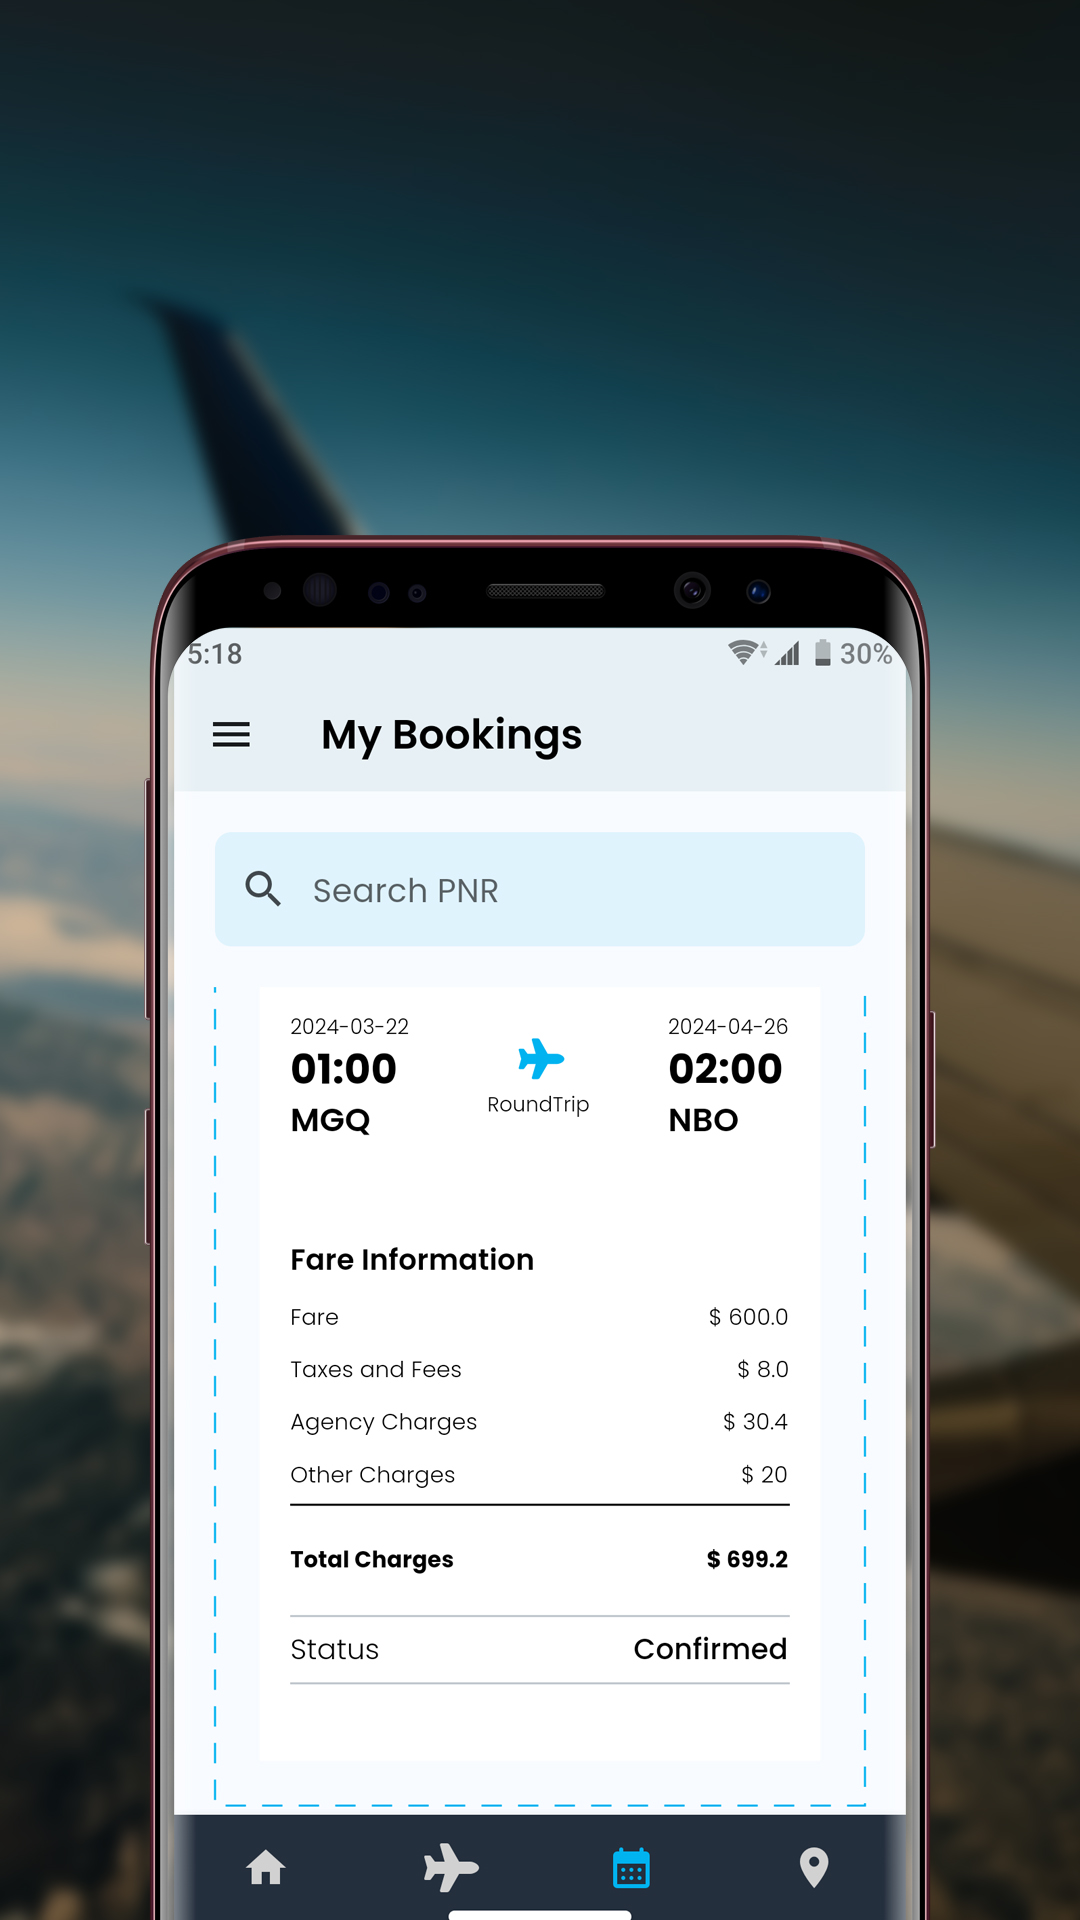 5:18
30%
My Bookings
Search PNR
2024-03-22
2024-04-26
01:00
02:00
RoundTrip
MGQ
NBO
Fare Information
Fare $ 600.0
Taxes and Fees $ 8.0
Agency Charges $ 30.4
Other Charges $ 20
Total Charges $ 699.2
Status Confirmed